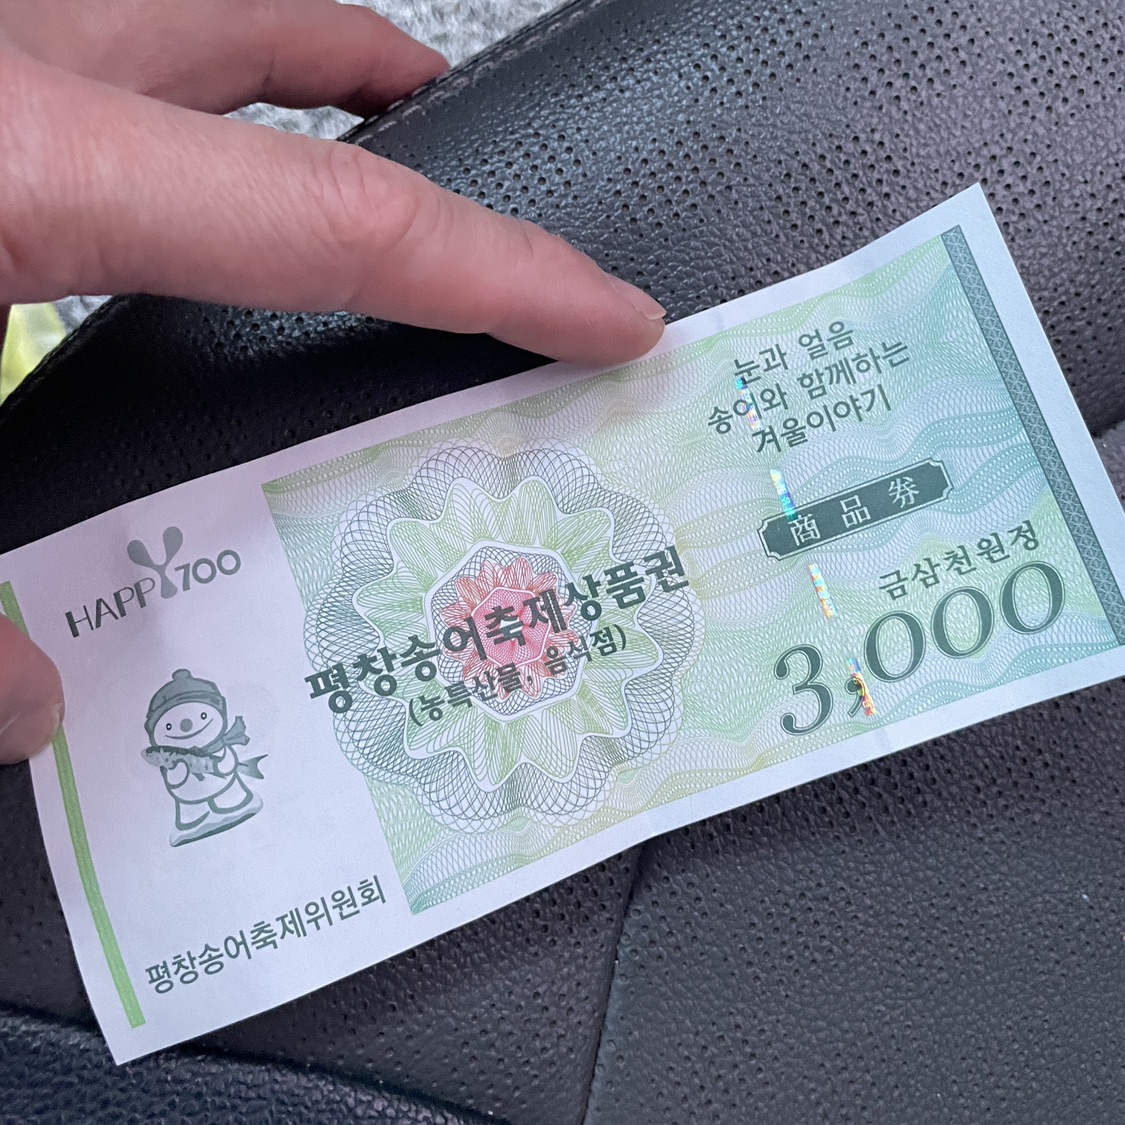 HAPPY700
평창송어축제위원회
평창송어축제상품권
(농특산물, 음식점)
눈과 얼음
송어와 함께하는
겨울이야기
商品券
금삼천원정
3,000